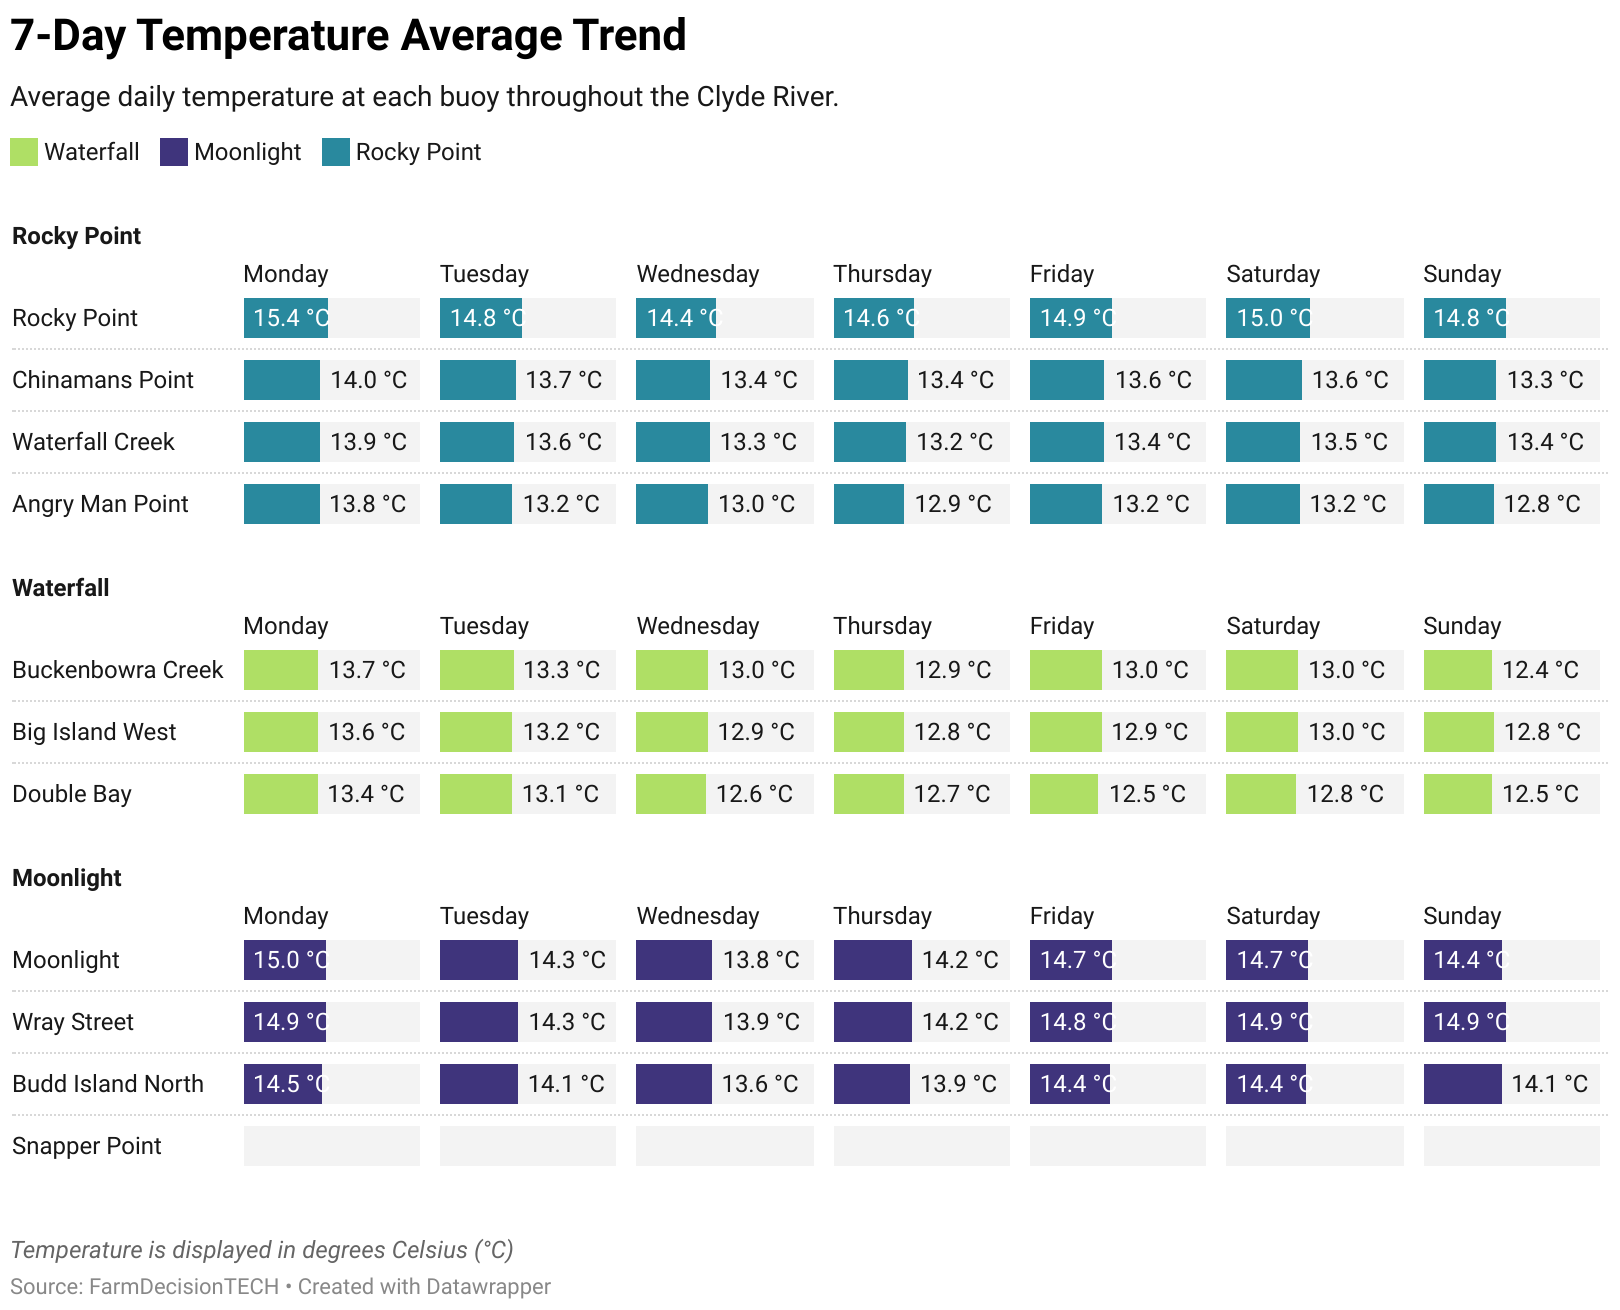 7-Day Temperature Average Trend
Average daily temperature at each buoy throughout the Clyde River.
Waterfall Moonlight Rocky Point
Rocky Point
Monday Tuesday Wednesday Thursday Friday Saturday Sunday
Rocky Point 15.4 °C 14.8 °C 14.4 °C 14.6 °C 14.9 °C 15.0 °C 14.8 °C
Chinamans Point 14.0 °C 13.7 °C 13.4 °C 13.4 °C 13.6 °C 13.6 °C 13.3 °C
Waterfall Creek 13.9 °C 13.6 °C 13.3 °C 13.2 °C 13.4 °C 13.5 °C 13.4 °C
Angry Man Point 13.8 °C 13.2 °C 13.0 °C 12.9 °C 13.2 °C 13.2 °C 12.8 °C
Waterfall
Monday Tuesday Wednesday Thursday Friday Saturday Sunday
Buckenbowra Creek 13.7 °C 13.3 °C 13.0 °C 12.9 °C 13.0 °C 13.0 °C 12.4 °C
Big Island West 13.6 °C 13.2 °C 12.9 °C 12.8 °C 12.9 °C 13.0 °C 12.8 °C
Double Bay 13.4 °C 13.1 °C 12.6 °C 12.7 °C 12.5 °C 12.8 °C 12.5 °C
Moonlight
Monday Tuesday Wednesday Thursday Friday Saturday Sunday
Moonlight 15.0 °C 14.3 °C 13.8 °C 14.2 °C 14.7 °C 14.7 °C 14.4 °C
Wray Street 14.9 °C 14.3 °C 13.9 °C 14.2 °C 14.8 °C 14.9 °C 14.9 °C
Budd Island North 14.5 °C 14.1 °C 13.6 °C 13.9 °C 14.4 °C 14.4 °C 14.1 °C
Snapper Point
Temperature is displayed in degrees Celsius (°C)
Source: FarmDecisionTECH • Created with Datawrapper